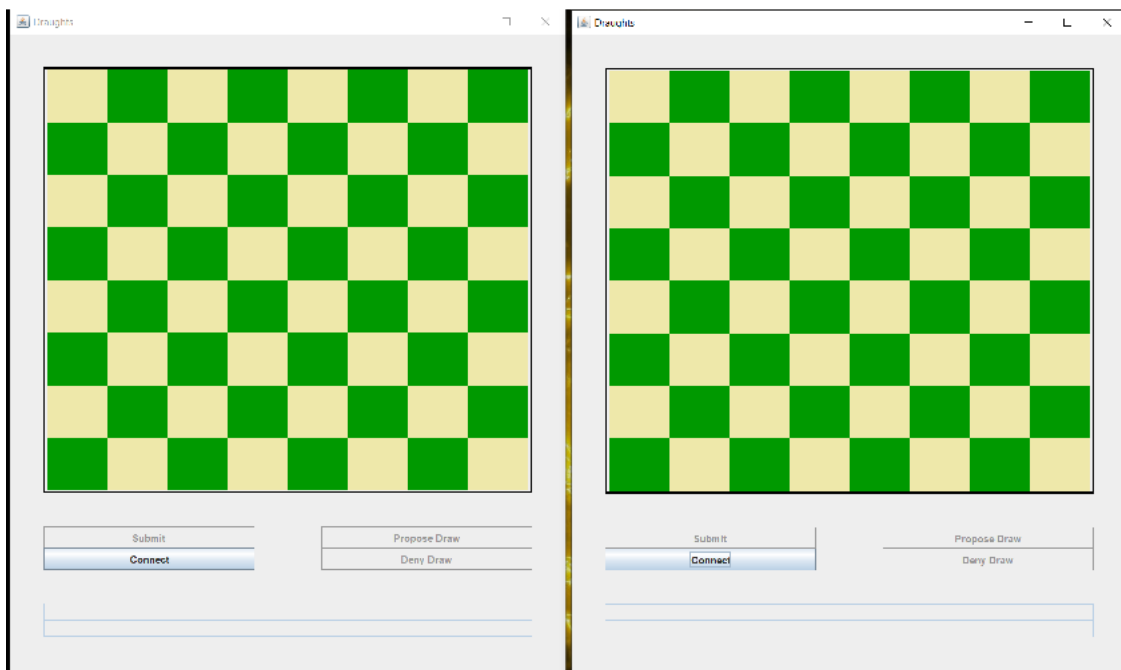 Draughts
Submit
Propose Draw
Connect
Deny Draw
Draughts
Submit
Propose Draw
Connect
Deny Draw